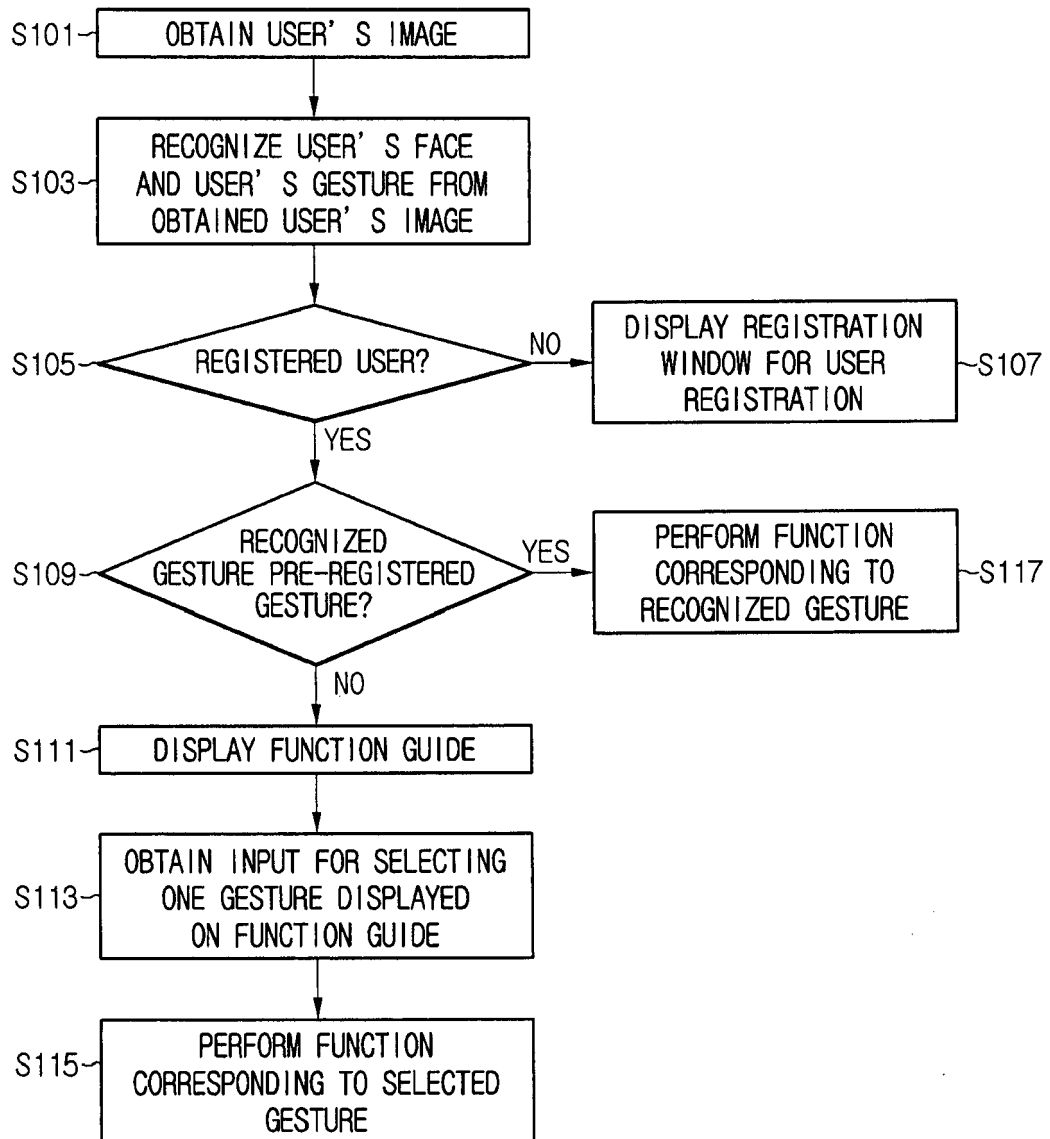 S101
OBTAIN USER' S IMAGE
S103
RECOGNIZE USER' S FACE
AND USER' S GESTURE FROM
OBTAINED USER' S IMAGE
S105
REGISTERED USER?
NO
DISPLAY REGISTRATION
WINDOW FOR USER
REGISTRATION
S107
YES
S109
RECOGNIZED
GESTURE PRE-REGISTERED
GESTURE?
YES
PERFORM FUNCTION
CORRESPONDING TO
RECOGNIZED GESTURE
S117
NO
S111
DISPLAY FUNCTION GUIDE
S113
OBTAIN INPUT FOR SELECTING
ONE GESTURE DISPLAYED
ON FUNCTION GUIDE
S115
PERFORM FUNCTION
CORRESPONDING TO SELECTED
GESTURE